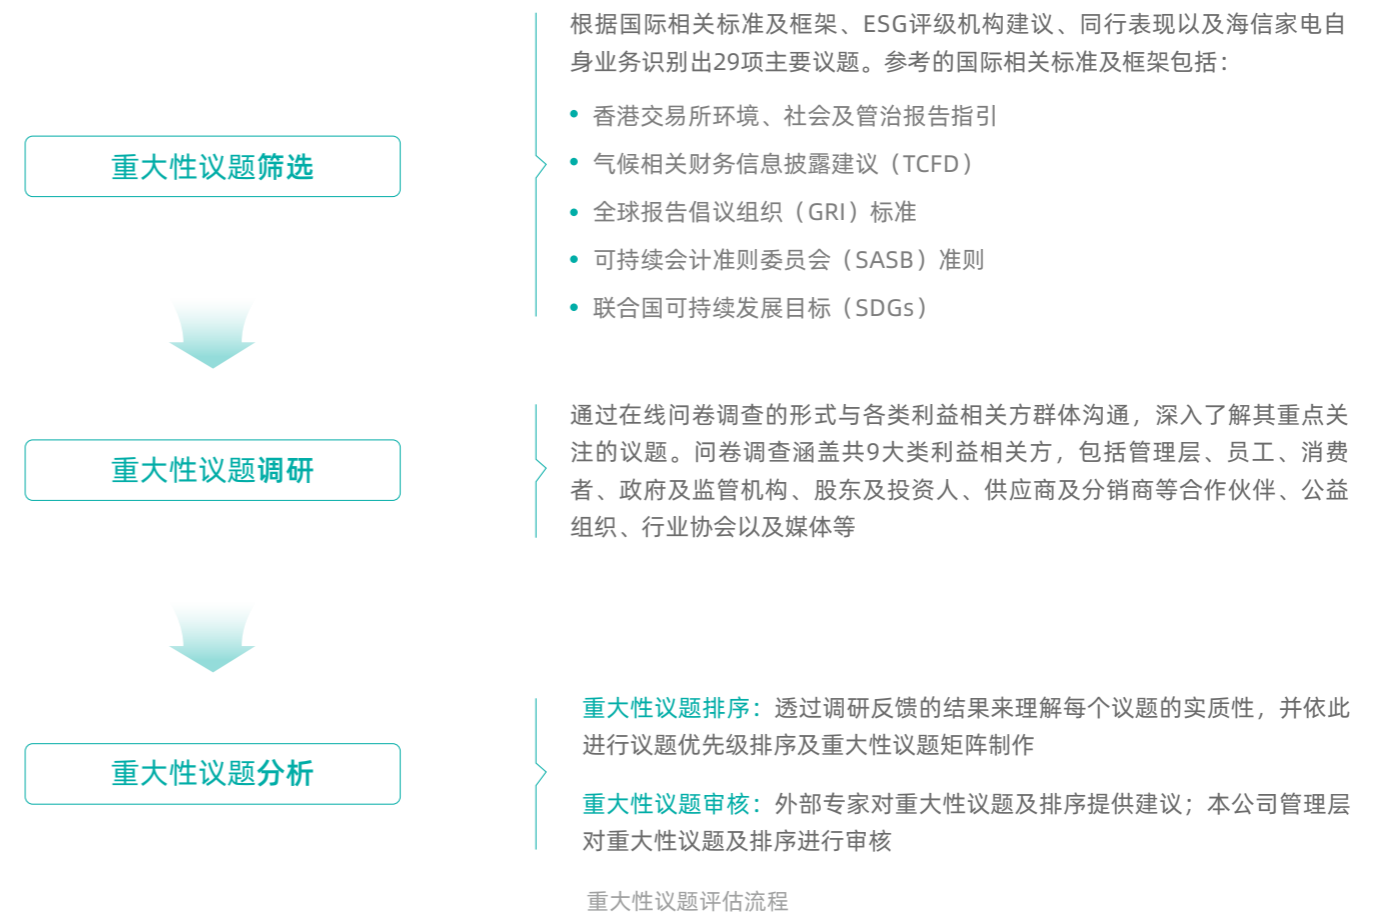 根据国际相关标准及框架、ESG评级机构建议、同行表现以及海信家电自
身业务识别出29项主要议题。参考的国际相关标准及框架包括：
重大性议题筛选
• 香港交易所环境、社会及管治报告指引
• 气候相关财务信息披露建议（TCFD）
• 全球报告倡议组织（GRI）标准
• 可持续会计准则委员会（SASB）准则
• 联合国可持续发展目标（SDGs）
重大性议题调研
通过在线问卷调查的形式与各类利益相关方群体沟通，深入了解其重点关
注的议题。问卷调查涵盖共9大类利益相关方，包括管理层、员工、消费
者、政府及监管机构、股东及投资人、供应商及分销商等合作伙伴、公益
组织、行业协会以及媒体等
重大性议题分析
重大性议题排序：透过调研反馈的结果来理解每个议题的实质性，并依此
进行议题优先级排序及重大性议题矩阵制作
重大性议题审核：外部专家对重大性议题及排序提供建议；本公司管理层
对重大性议题及排序进行审核
重大性议题评估流程